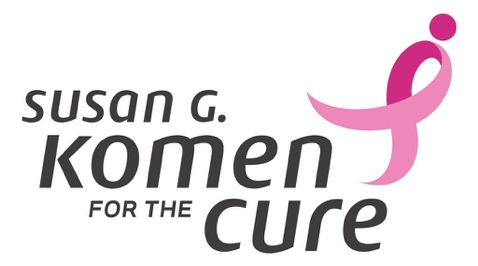 susan G.
komen
FOR THE
cure